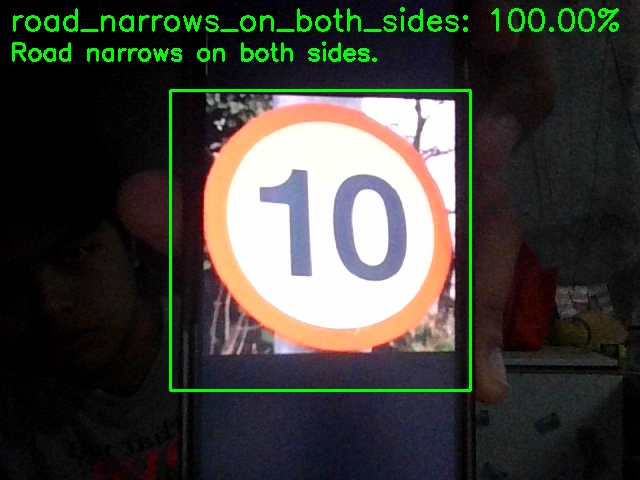 road_narrows_on_both_sides: 100.00%
Road narrows on both sides.
10